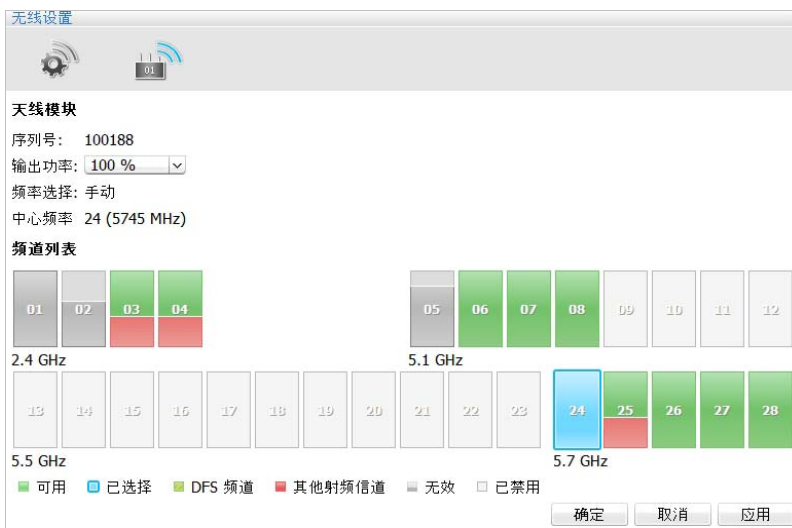 无线设置
01
天线模块
序列号: 100188
输出功率: 100 %
频率选择: 手动
中心频率 24 (5745 MHz)
频道列表
01 02 03 04 05 06 07 08 09 10 11 12
2.4 GHz 5.1 GHz
13 14 15 16 17 18 19 20 21 22 23 24 25 26 27 28
5.5 GHz 5.7 GHz
可用 已选择 DFS 频道 其他射频信道 无效 已禁用
确定 取消 应用